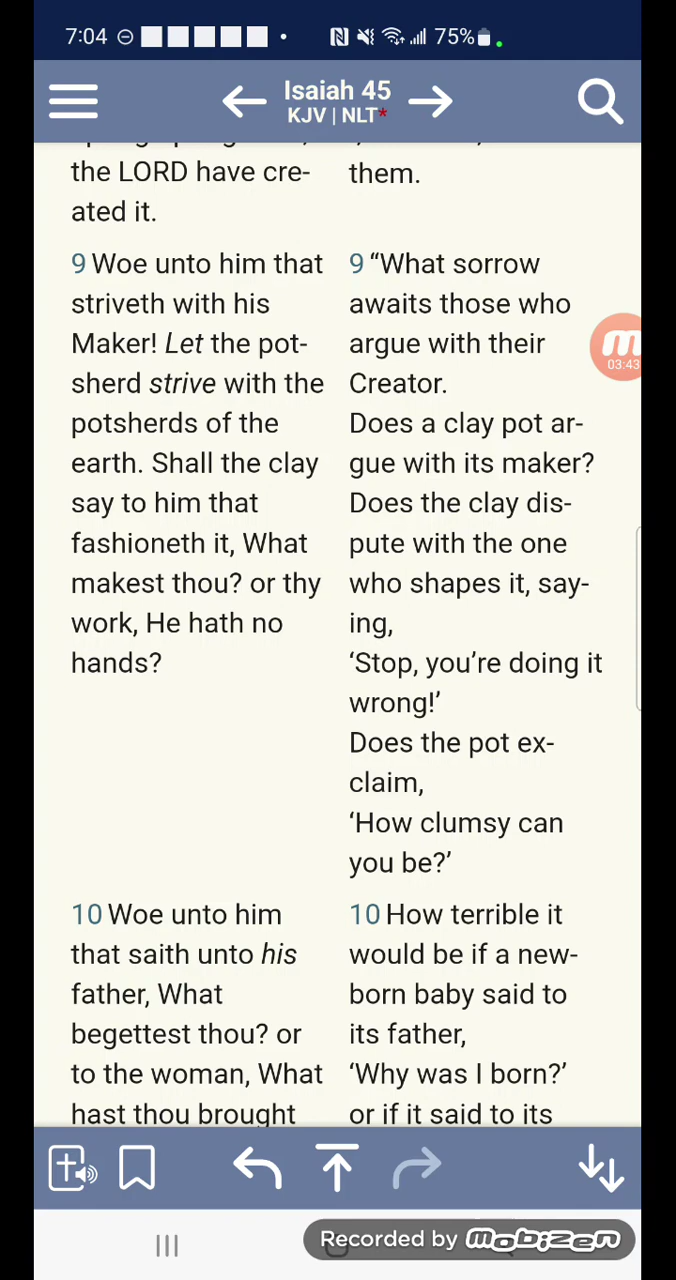 7:04 75%
Isaiah 45
KJV | NLT*
the LORD have cre-
ated it.
9 Woe unto him that
striveth with his
Maker! Let the pot-
sherd strive with the
potsherds of the
earth. Shall the clay
say to him that
fashioneth it, What
makest thou? or thy
work, He hath no
hands?
10 Woe unto him
that saith unto his
father, What
begettest thou? or
to the woman, What
hast thou brought
them.
9 “What sorrow
awaits those who
argue with their
Creator.
Does a clay pot ar-
gue with its maker?
Does the clay dis-
pute with the one
who shapes it, say-
ing,
‘Stop, you’re doing it
wrong!’
Does the pot ex-
claim,
‘How clumsy can
you be?’
10 How terrible it
would be if a new-
born baby said to
its father,
‘Why was I born?’
or if it said to its
m
03:43
Recorded by mobizen